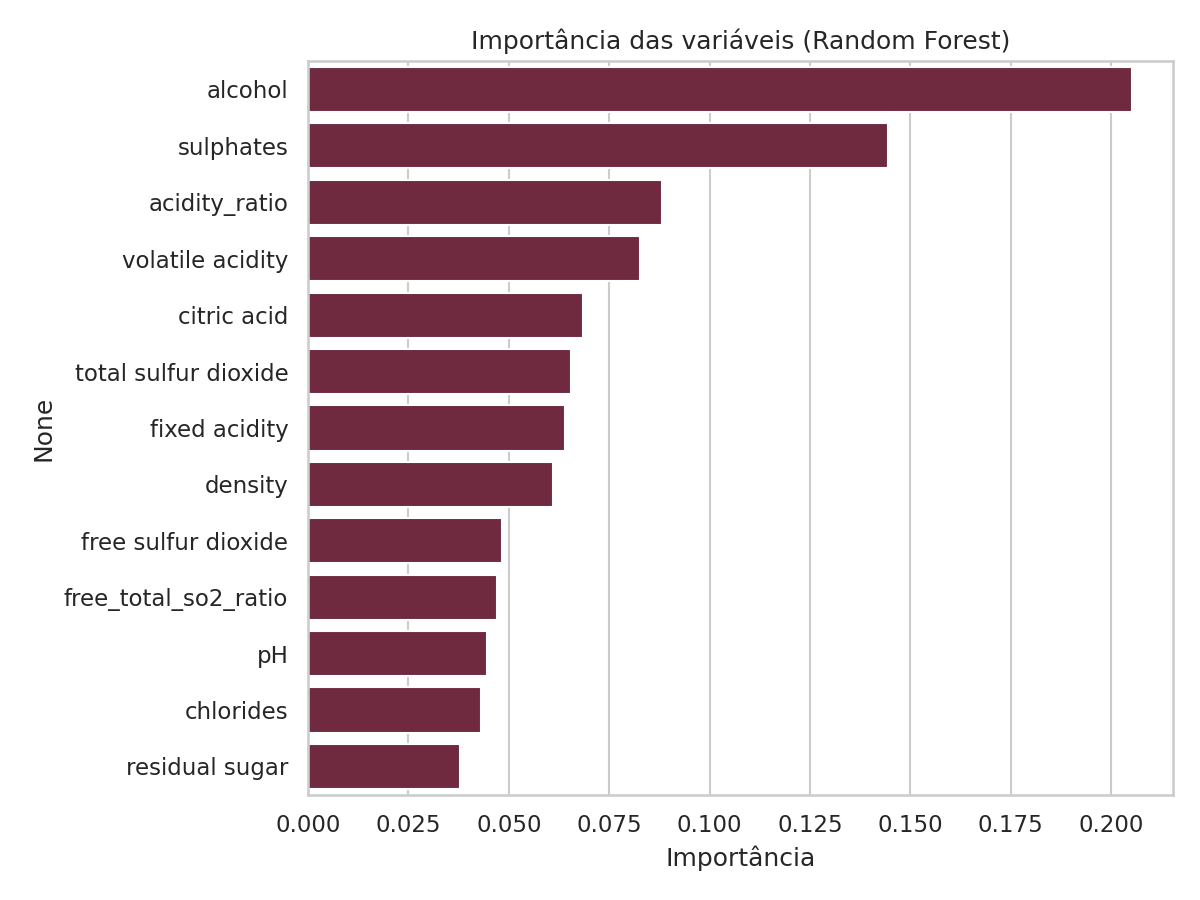 Importância das variáveis (Random Forest)
alcohol
sulphates
acidity_ratio
volatile acidity
citric acid
total sulfur dioxide
fixed acidity
density
free sulfur dioxide
free_total_so2_ratio
pH
chlorides
residual sugar
None
0.000 0.025 0.050 0.075 0.100 0.125 0.150 0.175 0.200
Importância